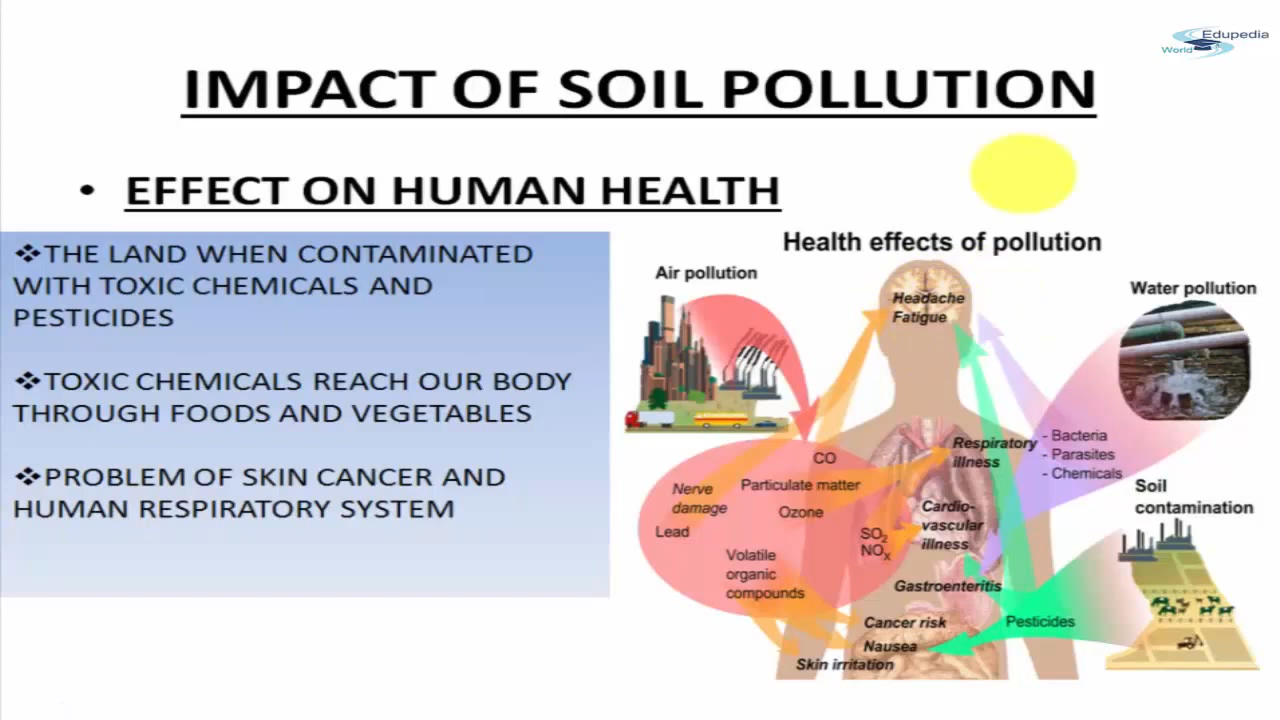 Edupedia
World
IMPACT OF SOIL POLLUTION
• EFFECT ON HUMAN HEALTH
❖THE LAND WHEN CONTAMINATED
WITH TOXIC CHEMICALS AND
PESTICIDES
❖TOXIC CHEMICALS REACH OUR BODY
THROUGH FOODS AND VEGETABLES
❖PROBLEM OF SKIN CANCER AND
HUMAN RESPIRATORY SYSTEM
Health effects of pollution
Air pollution
Water pollution
Headache
Fatigue
CO
Particulate matter
Nerve
damage
Ozone
Lead
SO₂
NOₓ
Volatile
organic
compounds
Respiratory
illness
- Bacteria
- Parasites
- Chemicals
Cardio-
vascular
illness
Soil
contamination
Gastroenteritis
Pesticides
Cancer risk
Nausea
Skin irritation